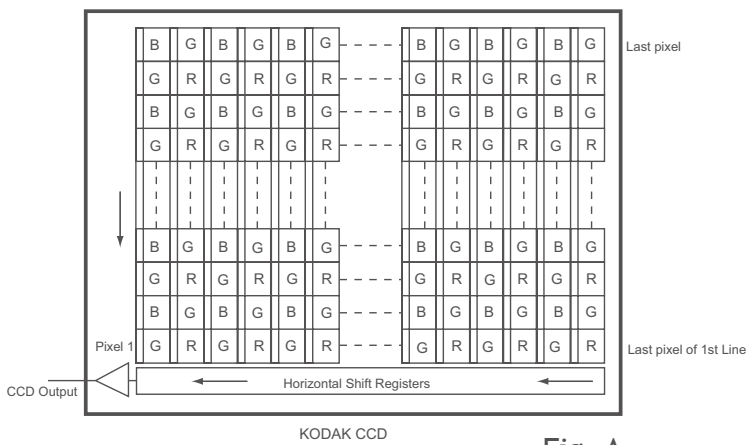 B G B G B G B G B G B G Last pixel
G R G R G R G R G R G R
B G B G B G B G B G B G
G R G R G R G R G R G R
B G B G B G B G B G B G
G R G R G R G R G R G R
B G B G B G B G B G B G
Pixel 1 G R G R G R G R G R G R Last pixel of 1st Line
CCD Output Horizontal Shift Registers
KODAK CCD